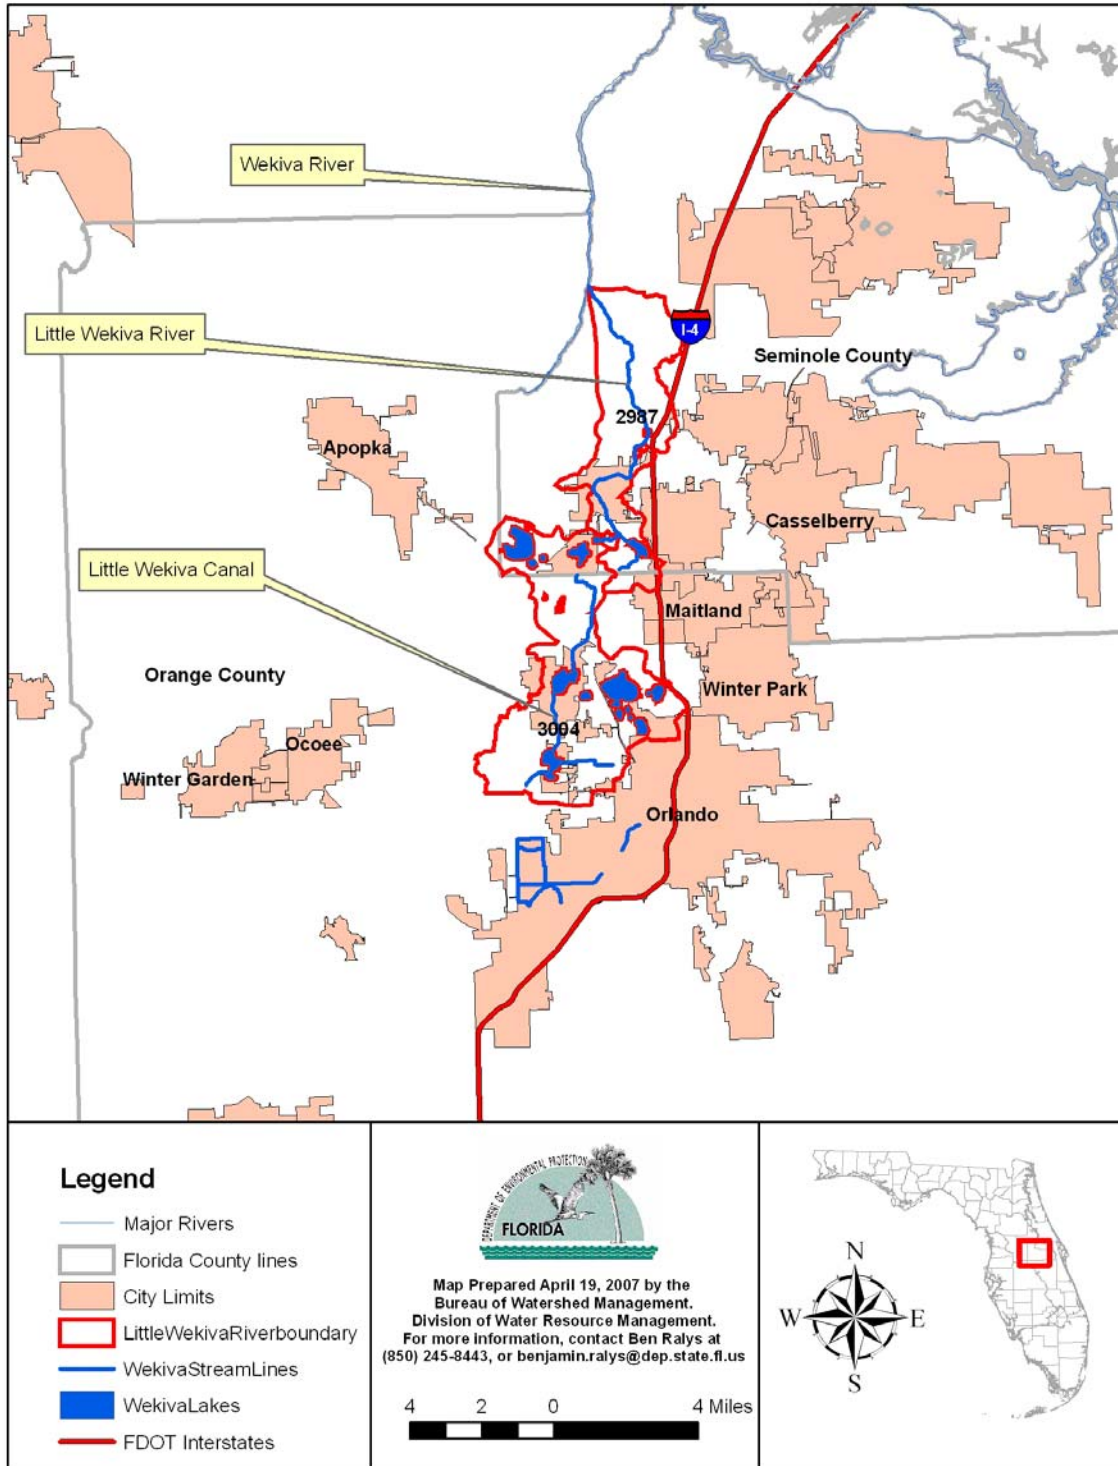 Wekiva River
Little Wekiva River
I-4
Seminole County
2987
Apopka
Casselberry
Little Wekiva Canal
Maitland
Orange County
Winter Park
3004
Ocoee
Winter Garden
Orlando
Legend
Major Rivers
Florida County lines
City Limits
LittleWekivaRiverboundary
WekivaStreamLines
WekivaLakes
FDOT Interstates
DEPARTMENT OF ENVIRONMENTAL PROTECTION
FLORIDA
Map Prepared April 19, 2007 by the
Bureau of Watershed Management.
Division of Water Resource Management.
For more information, contact Ben Ralys at
(850) 245-8443, or benjamin.ralys@dep.state.fl.us
4 2 0 4 Miles
N
W E
S